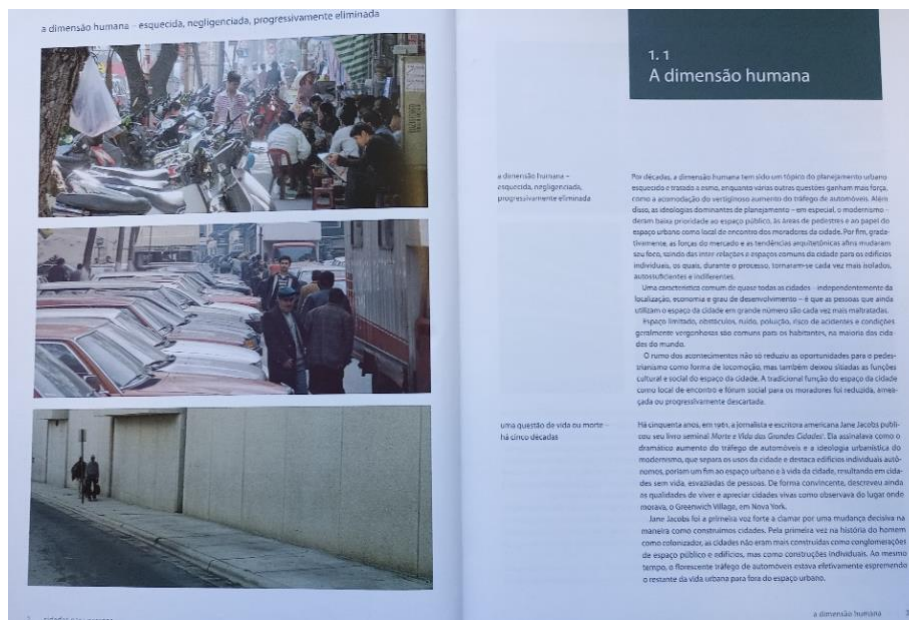 a dimensão humana – esquecida, negligenciada, progressivamente eliminada
1.1
A dimensão humana
a dimensão humana –
esquecida, negligenciada,
progressivamente eliminada
Por décadas, a dimensão humana tem sido um tópico do planejamento urbano
esquecido e tratado a esmo, enquanto várias outras questões ganham mais força,
como a acomodação do vertiginoso aumento do tráfego de automóveis. Além
disso, as ideologias dominantes de planejamento – em especial, o modernismo –
deram baixa prioridade ao espaço público, às áreas de pedestres e ao papel do
espaço urbano como local de encontro dos moradores da cidade. Por fim, grada-
tivamente, as forças do mercado e as tendências arquitetônicas afins mudaram
seu foco, saindo das inter-relações e espaços comuns da cidade para os edifícios
individuais, os quais, durante o processo, tornaram-se cada vez mais isolados,
autossuficientes e indiferentes.
Uma característica comum de quase todas as cidades – independentemente da
localização, economia e grau de desenvolvimento – é que as pessoas que ainda
utilizam o espaço da cidade em grande número são cada vez mais maltratadas.
Espaço limitado, obstáculos, ruído, poluição, risco de acidentes e condições
geralmente vergonhosas são comuns para os habitantes, na maioria das cida-
des do mundo.
O rumo dos acontecimentos não só reduziu as oportunidades para o pedes-
trianismo como forma de locomoção, mas também deixou sitiadas as funções
cultural e social do espaço da cidade. A tradicional função do espaço da cidade
como local de encontro e fórum social para os moradores foi reduzida, amea-
çada ou progressivamente descartada.
uma questão de vida ou morte –
há cinco décadas
Há cinquenta anos, em 1961, a jornalista e escritora americana Jane Jacobs publi-
cou seu livro seminal Morte e Vida das Grandes Cidades¹. Ela assinalava como o
dramático aumento do tráfego de automóveis e a ideologia urbanística do
modernismo, que separa os usos da cidade e destaca edifícios individuais autô-
nomos, poriam um fim ao espaço urbano e à vida da cidade, resultando em cida-
des sem vida, esvaziadas de pessoas. De forma convincente, descreveu ainda
as qualidades de viver e apreciar cidades vivas como observava do lugar onde
morava, o Greenwich Village, em Nova York.
Jane Jacobs foi a primeira voz forte a clamar por uma mudança decisiva na
maneira como construímos cidades. Pela primeira vez na história do homem
como colonizador, as cidades não eram mais construídas como conglomerações
de espaço público e edifícios, mas como construções individuais. Ao mesmo
tempo, o florescente tráfego de automóveis estava efetivamente espremendo
o restante da vida urbana para fora do espaço urbano.
a dimensão humana